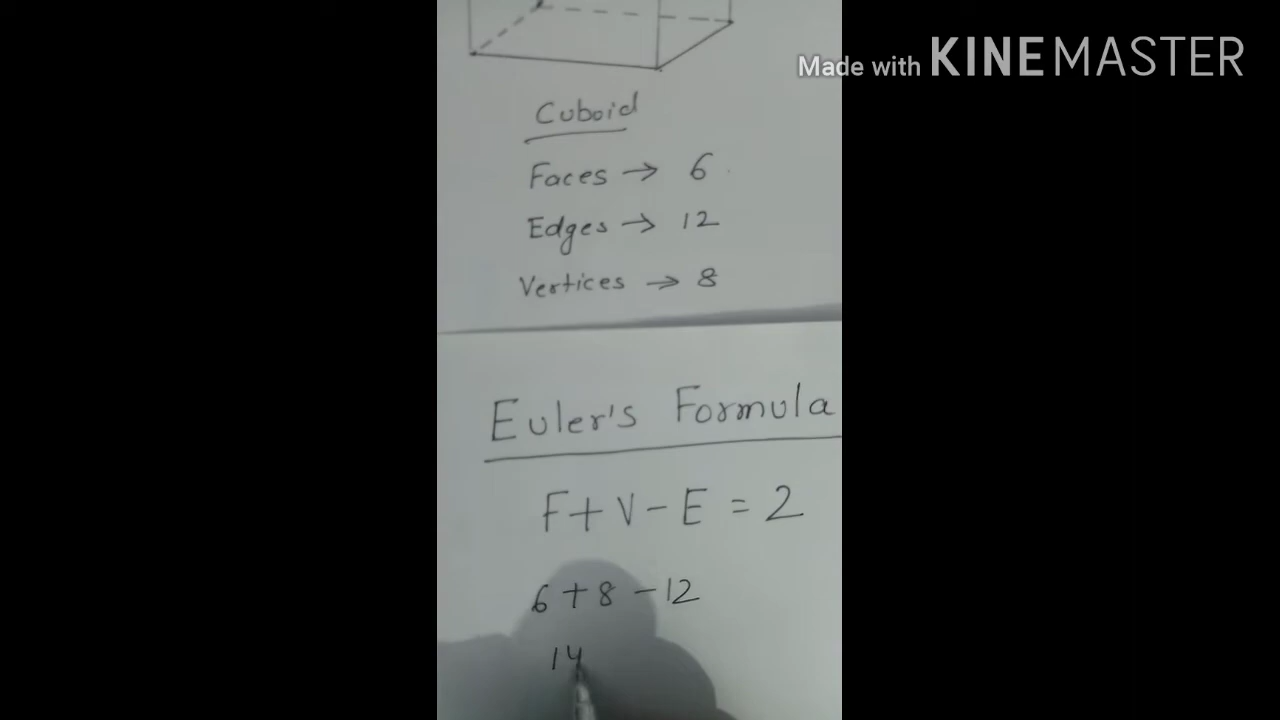 Made with KINEMASTER
Cuboid
Faces → 6
Edges → 12
Vertices → 8
Euler's Formula
F + V - E = 2
6 + 8 - 12
14